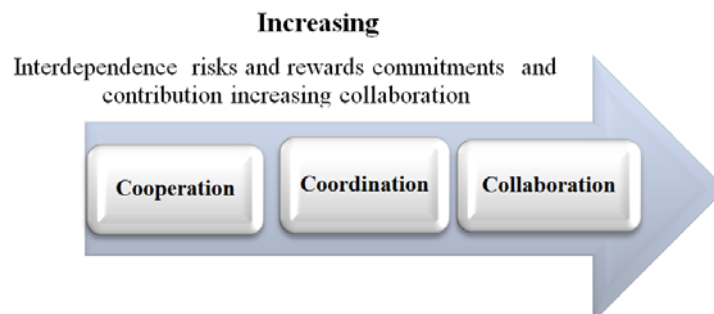 Increasing
Interdependence risks and rewards commitments and
contribution increasing collaboration
Cooperation
Coordination
Collaboration